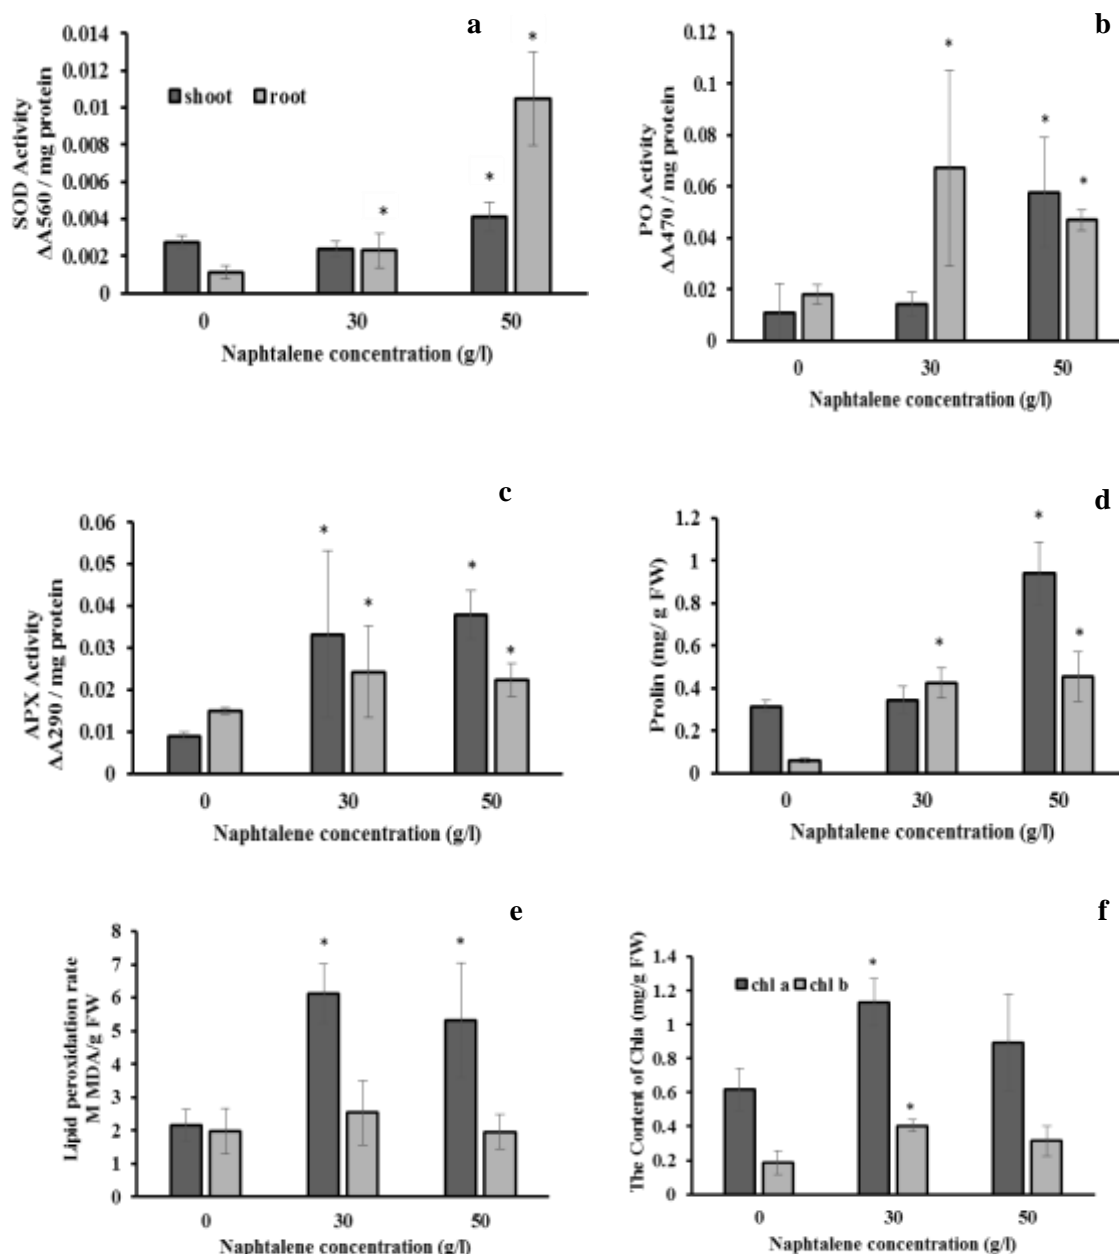 a
SOD Activity
ΔA560 / mg protein
0.014
0.012
0.01
0.008
0.006
0.004
0.002
0
shoot root
*
*
*
0 30 50
Naphtalene concentration (g/l)
b
PO Activity
ΔA470 / mg protein
0.12
0.1
0.08
0.06
0.04
0.02
0
*
*
*
0 30 50
Naphtalene concentration (g/l)
c
APX Activity
ΔA290 / mg protein
0.06
0.05
0.04
0.03
0.02
0.01
0
*
*
*
*
0 30 50
Naphtalene concentration (g/l)
d
Prolin (mg/ g FW)
1.2
1
0.8
0.6
0.4
0.2
0
*
*
*
0 30 50
Naphtalene concentration (g/l)
e
Lipid peroxidation rate
M MDA/g FW
8
7
6
5
4
3
2
1
0
*
*
0 30 50
Naphtalene concentration (g/l)
f
The Content of Chla (mg/g FW)
1.4
1.2
1
0.8
0.6
0.4
0.2
0
chl a chl b
*
*
0 30 50
Naphtalene concentration (g/l)